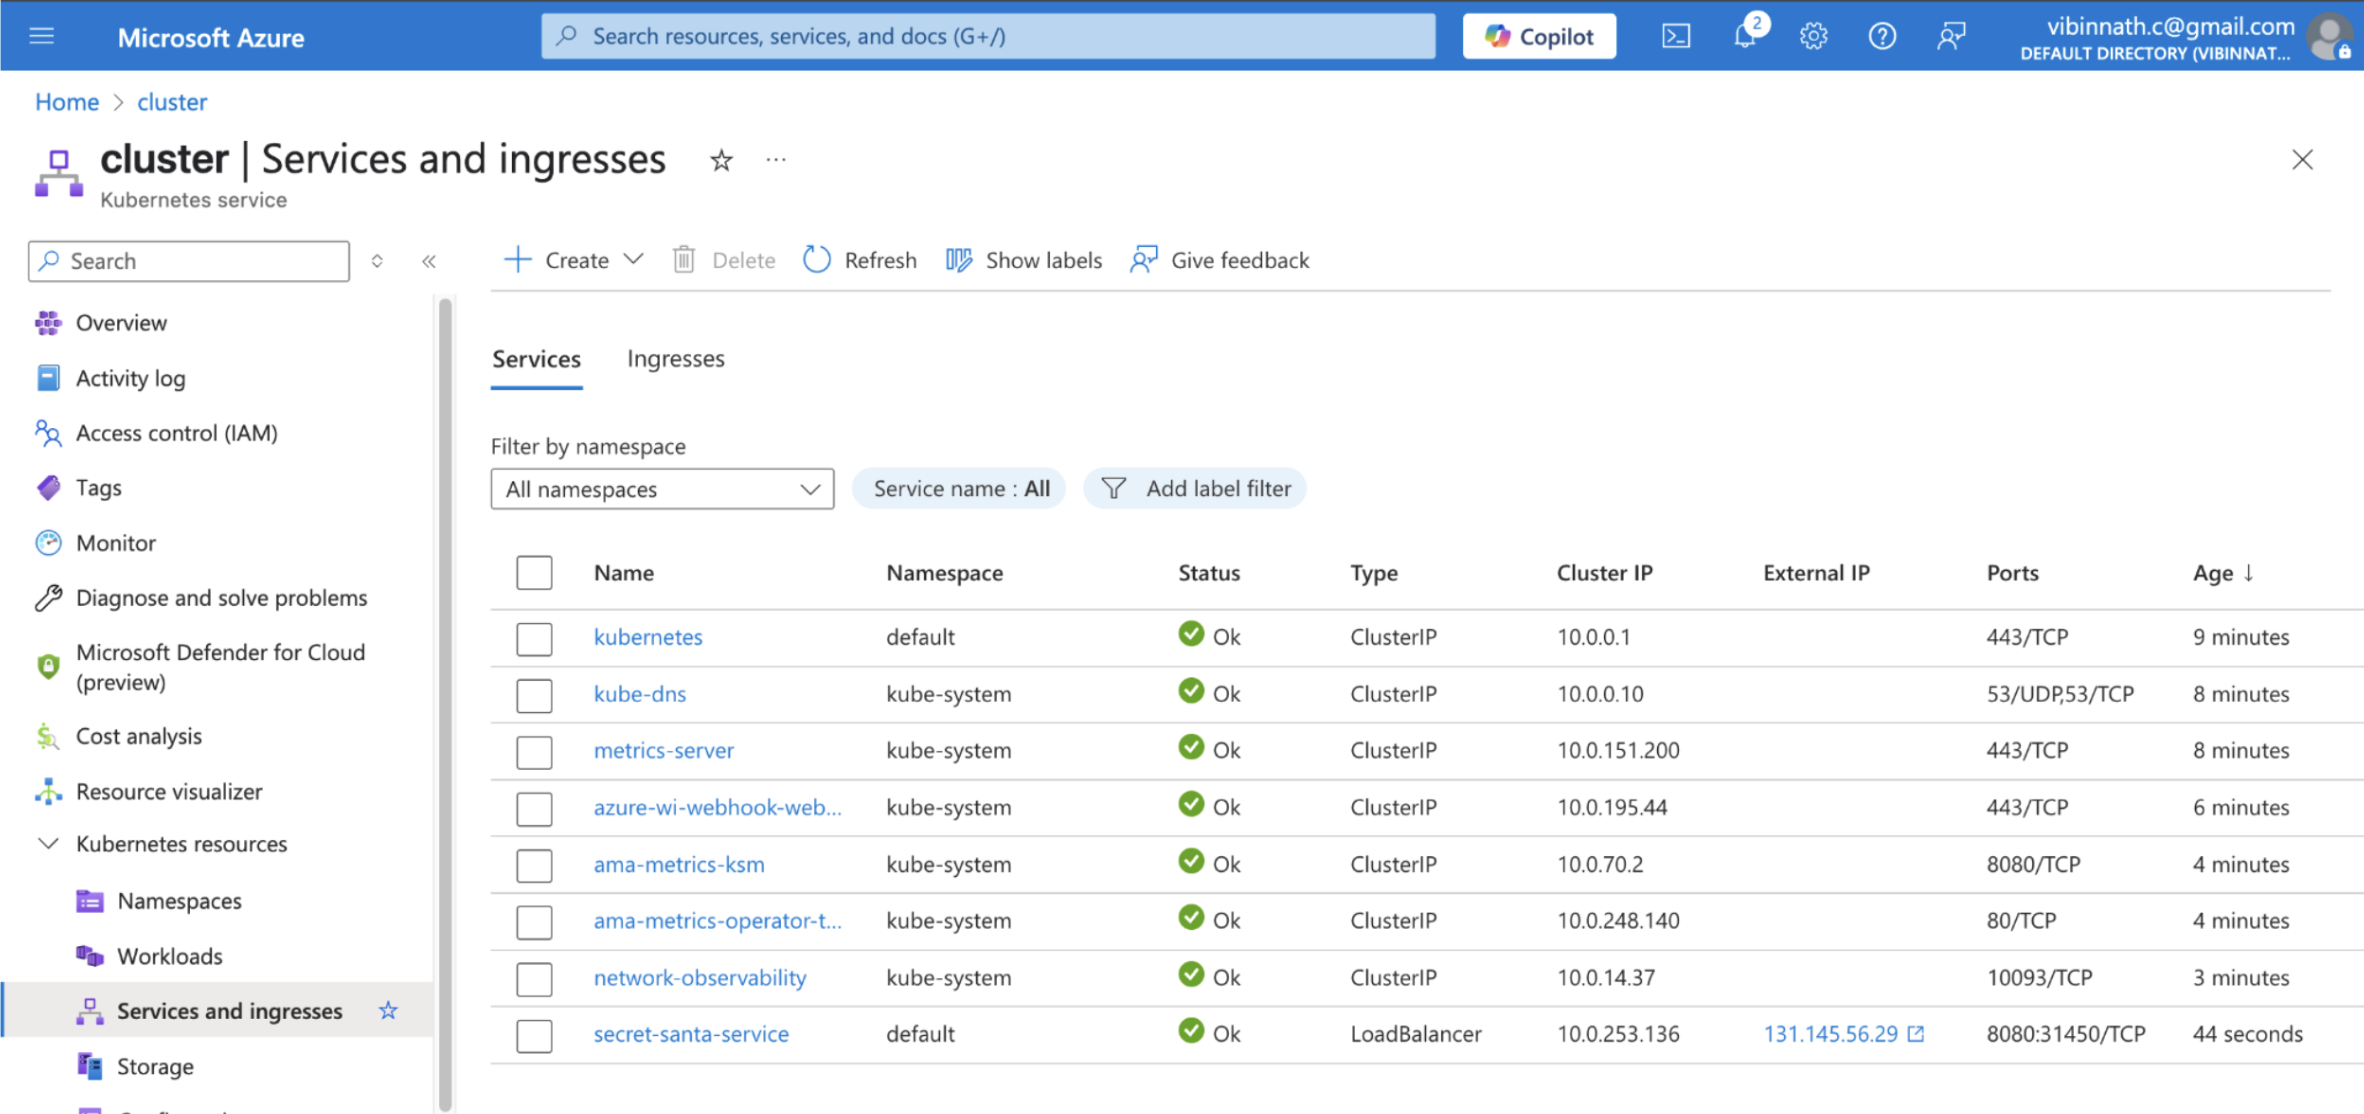 Microsoft Azure
Search resources, services, and docs (G+/)
Copilot
2
vibinnath.c@gmail.com
DEFAULT DIRECTORY (VIBINNAT...
Home > cluster
cluster | Services and ingresses
...
Kubernetes service
Search
Create
Delete
Refresh
Show labels
Give feedback
Overview
Activity log
Access control (IAM)
Tags
Monitor
Diagnose and solve problems
Microsoft Defender for Cloud
(preview)
Cost analysis
Resource visualizer
Kubernetes resources
Namespaces
Workloads
Services and ingresses
Storage
Services Ingresses
Filter by namespace
All namespaces
Service name : All
Add label filter
Name Namespace Status Type Cluster IP External IP Ports Age ↓
kubernetes default Ok ClusterIP 10.0.0.1 443/TCP 9 minutes
kube-dns kube-system Ok ClusterIP 10.0.0.10 53/UDP,53/TCP 8 minutes
metrics-server kube-system Ok ClusterIP 10.0.151.200 443/TCP 8 minutes
azure-wi-webhook-web... kube-system Ok ClusterIP 10.0.195.44 443/TCP 6 minutes
ama-metrics-ksm kube-system Ok ClusterIP 10.0.70.2 8080/TCP 4 minutes
ama-metrics-operator-t... kube-system Ok ClusterIP 10.0.248.140 80/TCP 4 minutes
network-observability kube-system Ok ClusterIP 10.0.14.37 10093/TCP 3 minutes
secret-santa-service default Ok LoadBalancer 10.0.253.136 131.145.56.29 8080:31450/TCP 44 seconds